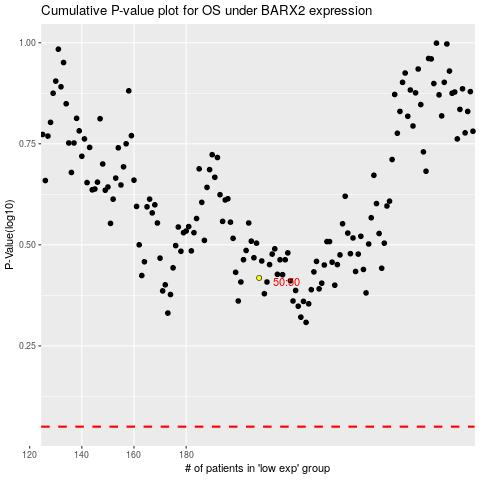 Cumulative P-value plot for OS under BARX2 expression
1.00
0.75
0.50
0.25
P-Value(log10)
50:50
120 140 160 180
# of patients in 'low exp' group